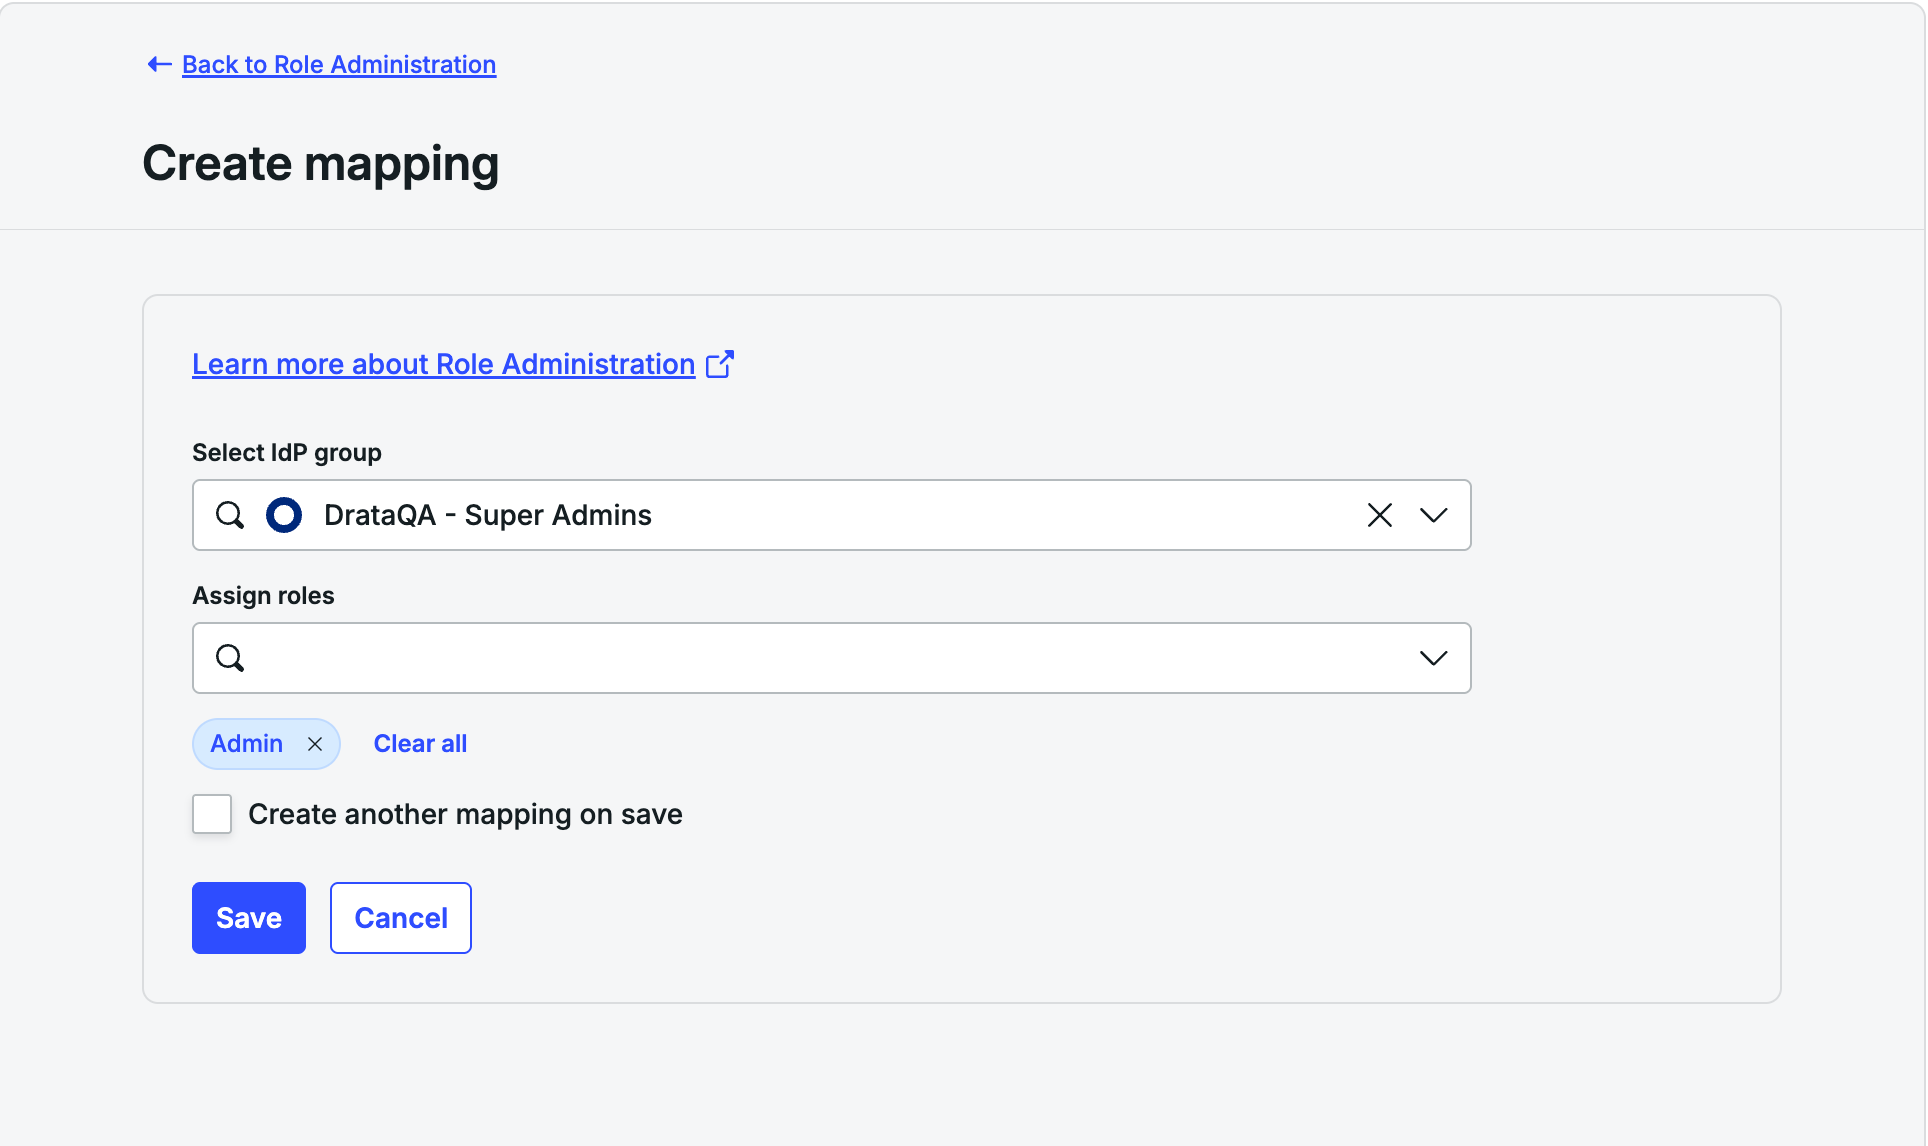 Back to Role Administration
Create mapping
Learn more about Role Administration
Select IdP group
DrataQA - Super Admins
Assign roles
Admin Clear all
Create another mapping on save
Save Cancel